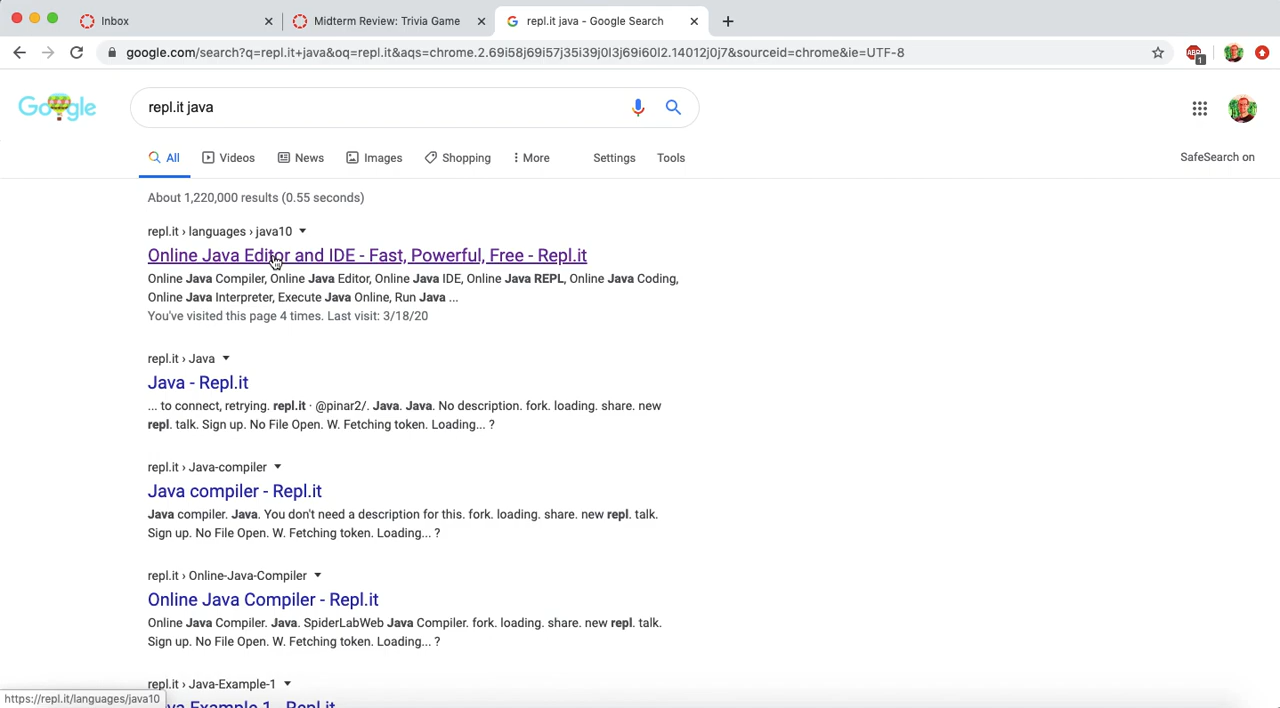 Inbox
Midterm Review: Trivia Game
repl.it java - Google Search
google.com/search?q=repl.it+java&oq=repl.it&aqs=chrome.2.69i58j69i57j35i39j0l3j69i60l2.14012j0j7&sourceid=chrome&ie=UTF-8
ABP
1
Google
repl.it java
All
Videos
News
Images
Shopping
More
Settings
Tools
SafeSearch on
About 1,220,000 results (0.55 seconds)
repl.it › languages › java10
Online Java Editor and IDE - Fast, Powerful, Free - Repl.it
Online Java Compiler, Online Java Editor, Online Java IDE, Online Java REPL, Online Java Coding,
Online Java Interpreter, Execute Java Online, Run Java ...
You've visited this page 4 times. Last visit: 3/18/20
repl.it › Java
Java - Repl.it
... to connect, retrying. repl.it · @pinar2/. Java. Java. No description. fork. loading. share. new
repl. talk. Sign up. No File Open. W. Fetching token. Loading... ?
repl.it › Java-compiler
Java compiler - Repl.it
Java compiler. Java. You don't need a description for this. fork. loading. share. new repl. talk.
Sign up. No File Open. W. Fetching token. Loading... ?
repl.it › Online-Java-Compiler
Online Java Compiler - Repl.it
Online Java Compiler. Java. SpiderLabWeb Java Compiler. fork. loading. share. new repl. talk.
Sign up. No File Open. W. Fetching token. Loading... ?
repl.it › Java-Example-1
Java Example 1 - Repl.it
https://repl.it/languages/java10